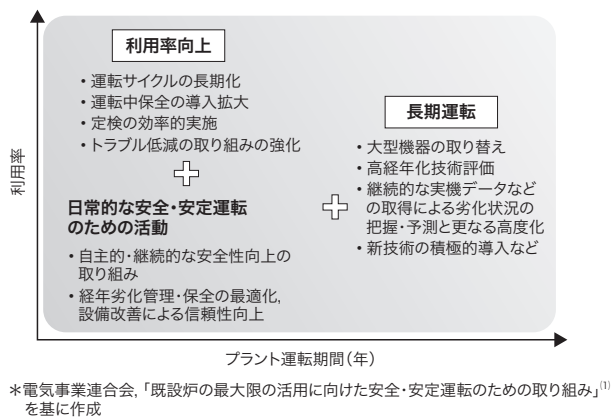 利用率向上
・運転サイクルの長期化
・運転中保全の導入拡大
・定検の効率的実施
・トラブル低減の取り組みの強化
日常的な安全・安定運転
のための活動
・自主的・継続的な安全性向上の
取り組み
・経年劣化管理・保全の最適化,
設備改善による信頼性向上
長期運転
・大型機器の取り替え
・高経年化技術評価
・継続的な実機データなど
の取得による劣化状況の
把握・予測と更なる高度化
・新技術の積極的導入など
利用率
プラント運転期間(年)
＊電気事業連合会,「既設炉の最大限の活用に向けた安全・安定運転のための取り組み」(1)
を基に作成